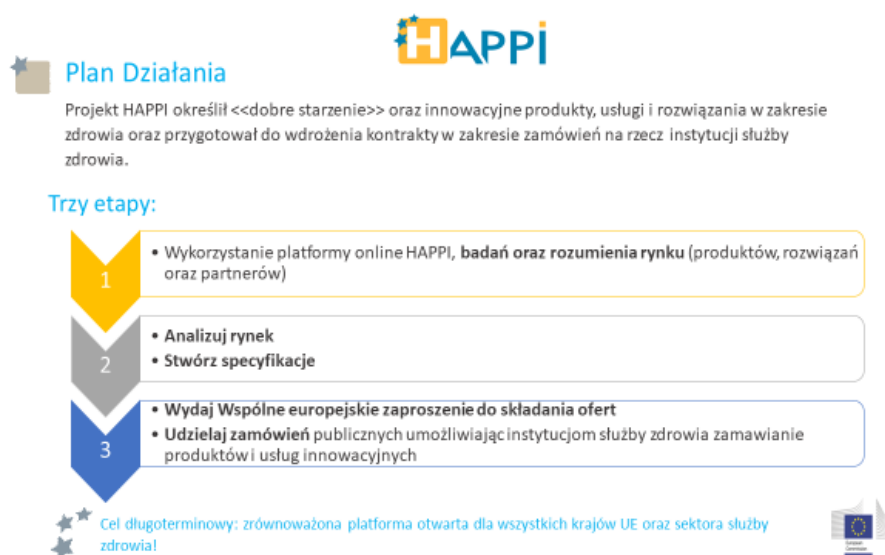 HAPPI
Plan Działania
Projekt HAPPI określił <<dobre starzenie>> oraz innowacyjne produkty, usługi i rozwiązania w zakresie
zdrowia oraz przygotował do wdrożenia kontrakty w zakresie zamówień na rzecz instytucji służby
zdrowia.
Trzy etapy:
1
• Wykorzystanie platformy online HAPPI, badań oraz rozumienia rynku (produktów, rozwiązań
oraz partnerów)
2
• Analizuj rynek
• Stwórz specyfikacje
3
• Wydaj Wspólne europejskie zaproszenie do składania ofert
• Udzielaj zamówień publicznych umożliwiając instytucjom służby zdrowia zamawianie
produktów i usług innowacyjnych
Cel długoterminowy: zrównoważona platforma otwarta dla wszystkich krajów UE oraz sektora służby
zdrowia!